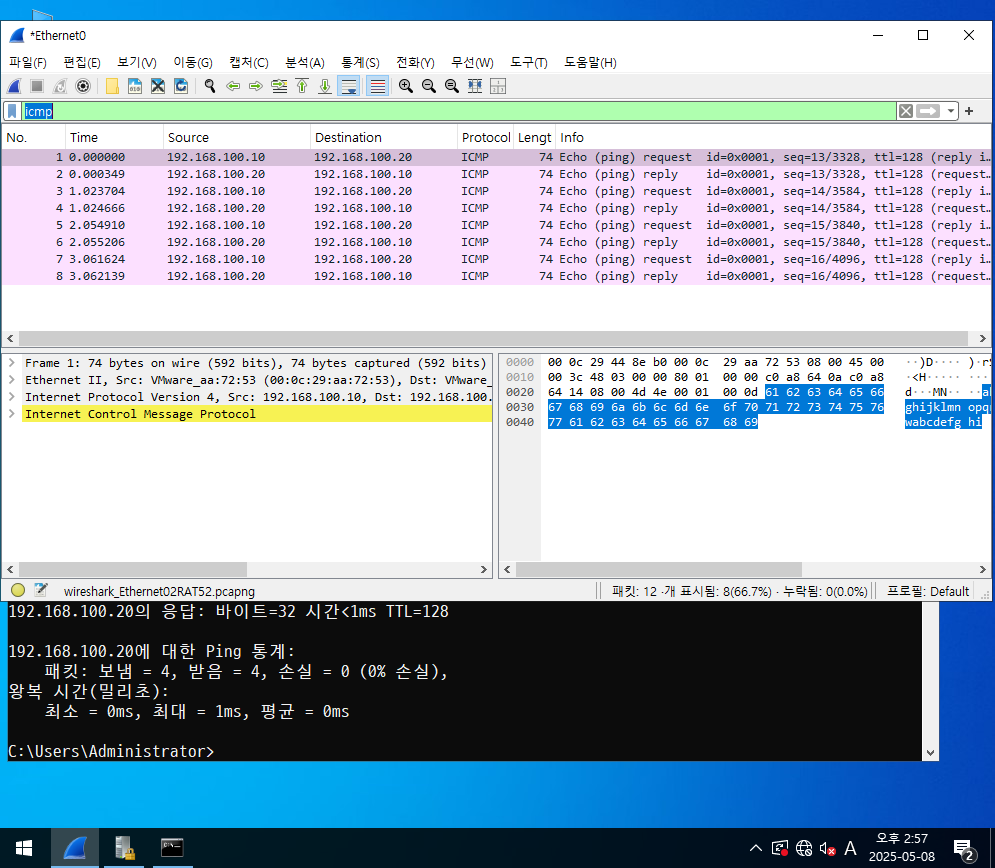 *Ethernet0
파일(F) 편집(E) 보기(V) 이동(G) 캡처(C) 분석(A) 통계(S) 전화(Y) 무선(W) 도구(T) 도움말(H)
icmp
No. Time Source Destination Protocol Lengt Info
1 0.000000 192.168.100.10 192.168.100.20 ICMP 74 Echo (ping) request id=0x0001, seq=13/3328, ttl=128 (reply i…
2 0.000349 192.168.100.20 192.168.100.10 ICMP 74 Echo (ping) reply id=0x0001, seq=13/3328, ttl=128 (request…
3 1.023704 192.168.100.10 192.168.100.20 ICMP 74 Echo (ping) request id=0x0001, seq=14/3584, ttl=128 (reply i…
4 1.024666 192.168.100.20 192.168.100.10 ICMP 74 Echo (ping) reply id=0x0001, seq=14/3584, ttl=128 (request…
5 2.054910 192.168.100.10 192.168.100.20 ICMP 74 Echo (ping) request id=0x0001, seq=15/3840, ttl=128 (reply i…
6 2.055206 192.168.100.20 192.168.100.10 ICMP 74 Echo (ping) reply id=0x0001, seq=15/3840, ttl=128 (request…
7 3.061624 192.168.100.10 192.168.100.20 ICMP 74 Echo (ping) request id=0x0001, seq=16/4096, ttl=128 (reply i…
8 3.062139 192.168.100.20 192.168.100.10 ICMP 74 Echo (ping) reply id=0x0001, seq=16/4096, ttl=128 (request…
Frame 1: 74 bytes on wire (592 bits), 74 bytes captured (592 bits)
Ethernet II, Src: VMware_aa:72:53 (00:0c:29:aa:72:53), Dst: VMware_
Internet Protocol Version 4, Src: 192.168.100.10, Dst: 192.168.100.
Internet Control Message Protocol
0000 00 0c 29 44 8e b0 00 0c 29 aa 72 53 08 00 45 00 ··)D···· )·rS
0010 00 3c 48 03 00 00 80 01 00 00 c0 a8 64 0a c0 a8 ·<H····· ····
0020 64 14 08 00 4d 4e 00 01 00 0d 61 62 63 64 65 66 d···MN·· ··ab
0030 67 68 69 6a 6b 6c 6d 6e 6f 70 71 72 73 74 75 76 ghijklmn opqr
0040 77 61 62 63 64 65 66 67 68 69 wabcdefg hi
wireshark_Ethernet02RAT52.pcapng
패킷: 12 · 개 표시됨: 8(66.7%) · 누락됨: 0(0.0%)
프로필: Default
192.168.100.20의 응답: 바이트=32 시간<1ms TTL=128
192.168.100.20에 대한 Ping 통계:
패킷: 보냄 = 4, 받음 = 4, 손실 = 0 (0% 손실),
왕복 시간(밀리초):
최소 = 0ms, 최대 = 1ms, 평균 = 0ms
C:\Users\Administrator>
A
오후 2:57
2025-05-08
2